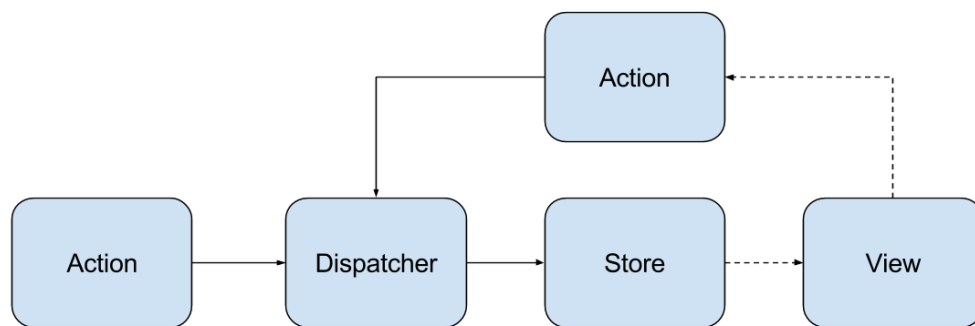 Action
Action
Dispatcher
Store
View